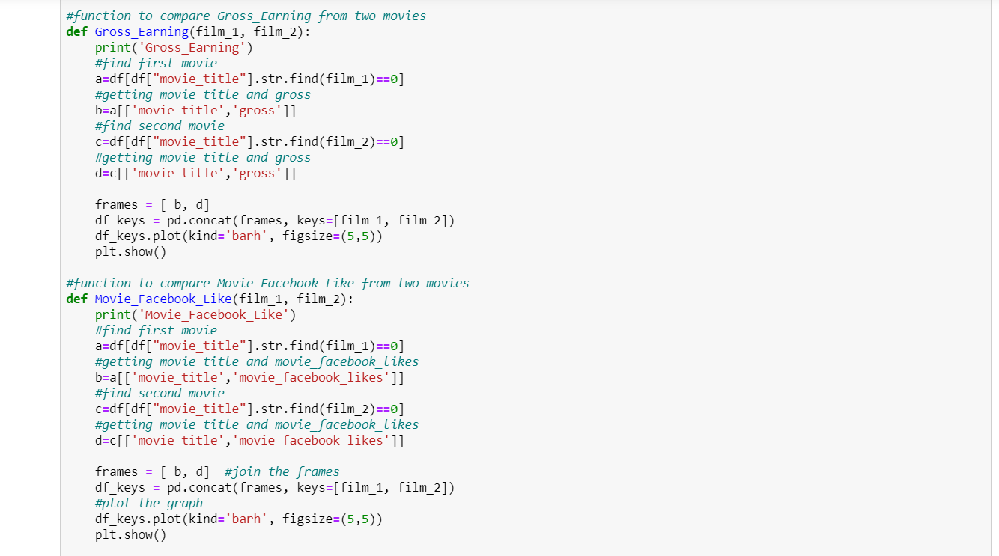 #function to compare Gross_Earning from two movies
def Gross_Earning(film_1, film_2):
    print('Gross_Earning')
    #find first movie
    a=df[df["movie_title"].str.find(film_1)==0]
    #getting movie title and gross
    b=a[['movie_title','gross']]
    #find second movie
    c=df[df["movie_title"].str.find(film_2)==0]
    #getting movie title and gross
    d=c[['movie_title','gross']]

    frames = [ b, d]
    df_keys = pd.concat(frames, keys=[film_1, film_2])
    df_keys.plot(kind='barh', figsize=(5,5))
    plt.show()

#function to compare Movie_Facebook_Like from two movies
def Movie_Facebook_Like(film_1, film_2):
    print('Movie_Facebook_Like')
    #find first movie
    a=df[df["movie_title"].str.find(film_1)==0]
    #getting movie title and movie_facebook_likes
    b=a[['movie_title','movie_facebook_likes']]
    #find second movie
    c=df[df["movie_title"].str.find(film_2)==0]
    #getting movie title and movie_facebook_likes
    d=c[['movie_title','movie_facebook_likes']]

    frames = [ b, d]  #join the frames
    df_keys = pd.concat(frames, keys=[film_1, film_2])
    #plot the graph
    df_keys.plot(kind='barh', figsize=(5,5))
    plt.show()